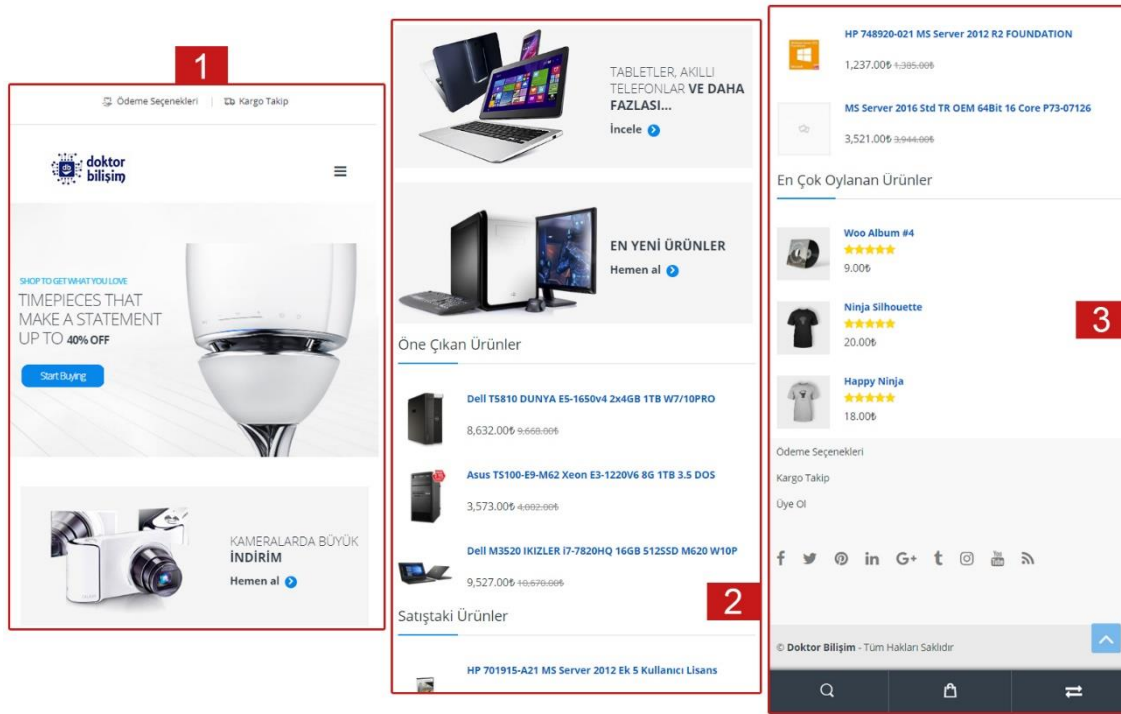 1
Ödeme Seçenekleri | Kargo Takip
doktor
bilişim
SHOP TO GET WHAT YOU LOVE
TIMEPIECES THAT
MAKE A STATEMENT
UP TO 40% OFF
Start Buying
KAMERALARDA BÜYÜK
İNDİRİM
Hemen al
TABLETLER, AKILLI
TELEFONLAR VE DAHA
FAZLASI...
İncele
EN YENİ ÜRÜNLER
Hemen al
Öne Çıkan Ürünler
Dell T5810 DUNYA E5-1650v4 2x4GB 1TB W7/10PRO
8,632.00₺ 9,668.00₺
Asus TS100-E9-M62 Xeon E3-1220V6 8G 1TB 3.5 DOS
3,573.00₺ 4,002.00₺
Dell M3520 IKIZLER i7-7820HQ 16GB 512SSD M620 W10P
9,527.00₺ 10,670.00₺
2
Satıştaki Ürünler
HP 701915-A21 MS Server 2012 Ek 5 Kullanıcı Lisans
HP 748920-021 MS Server 2012 R2 FOUNDATION
1,237.00₺ 1,385.00₺
MS Server 2016 Std TR OEM 64Bit 16 Core P73-07126
3,521.00₺ 3,944.00₺
En Çok Oylanan Ürünler
Woo Album #4
9.00₺
Ninja Silhouette
3
20.00₺
Happy Ninja
18.00₺
Ödeme Seçenekleri
Kargo Takip
Üye Ol
You Tube
© Doktor Bilişim - Tüm Hakları Saklıdır